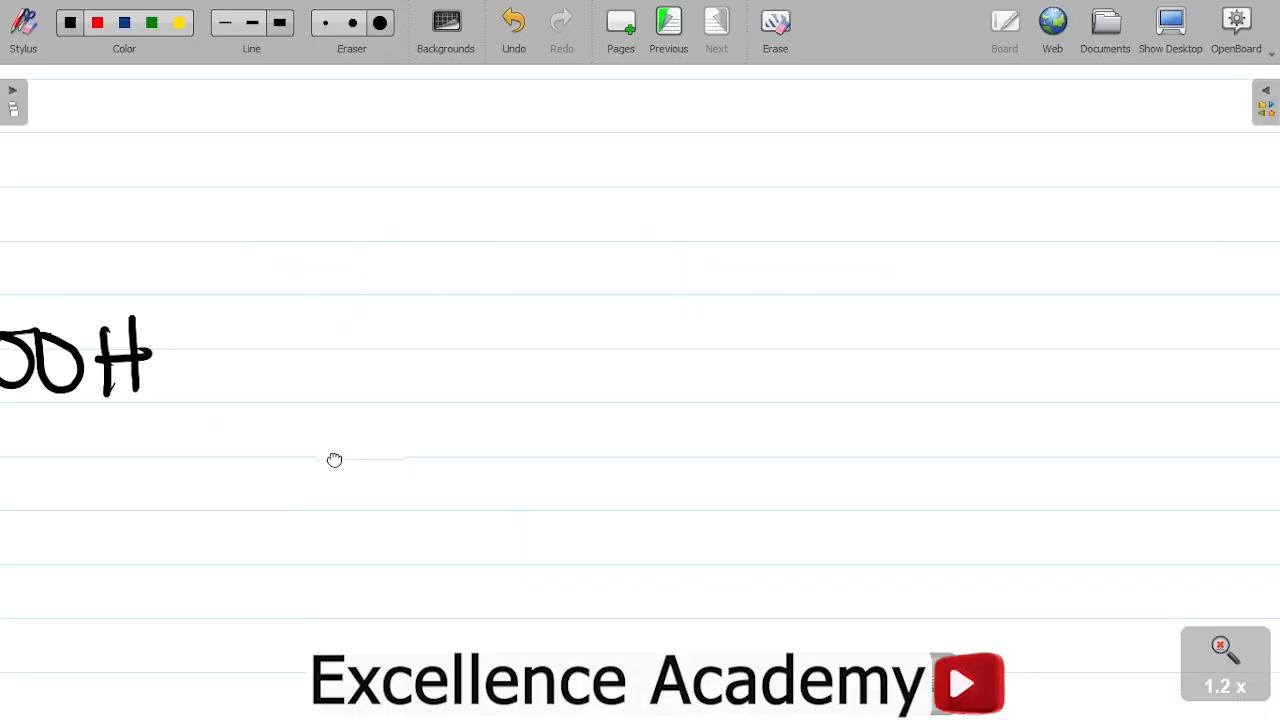 Stylus Color Line Eraser Backgrounds Undo Redo Pages Previous Next Erase Board Web Documents Show Desktop OpenBoard
OOH
1.2 x
Excellence Academy